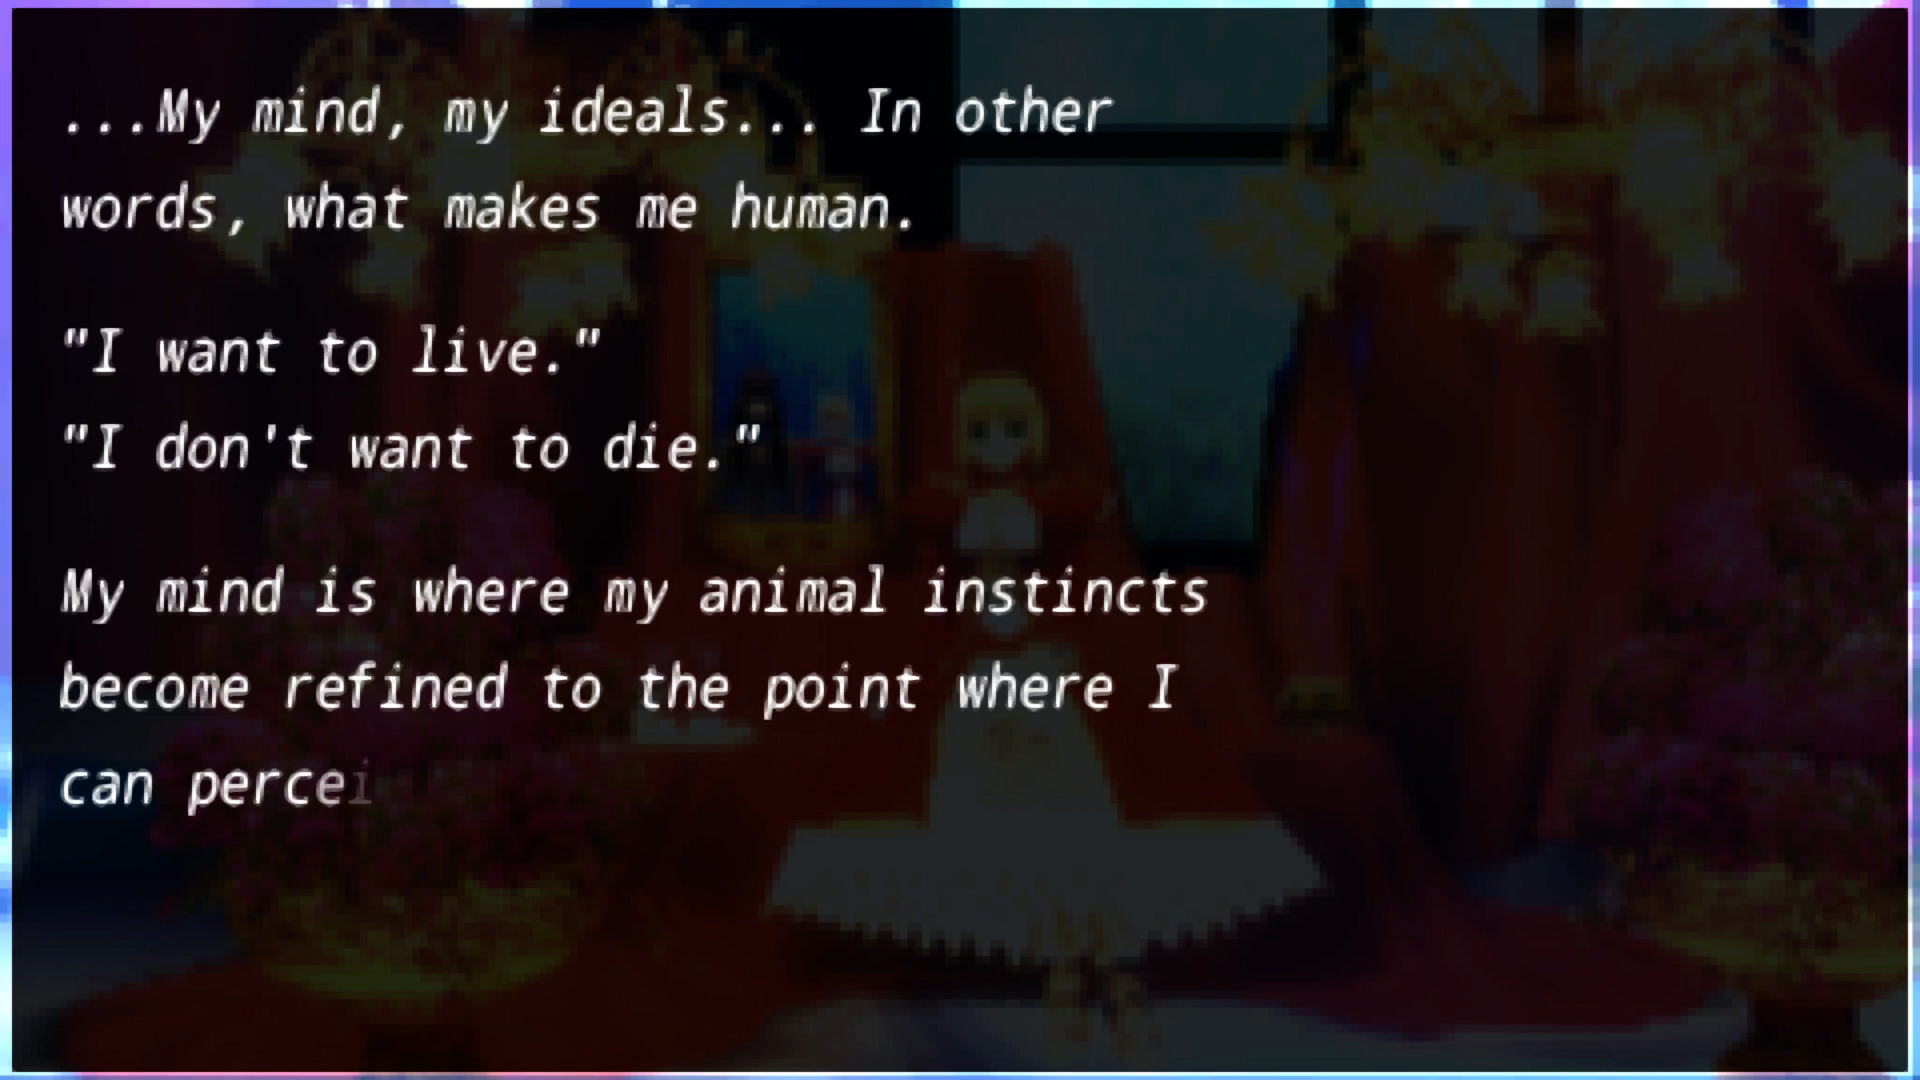 ...My mind, my ideals... In other
words, what makes me human.
"I want to live."
"I don't want to die."
My mind is where my animal instincts
become refined to the point where I
can percei